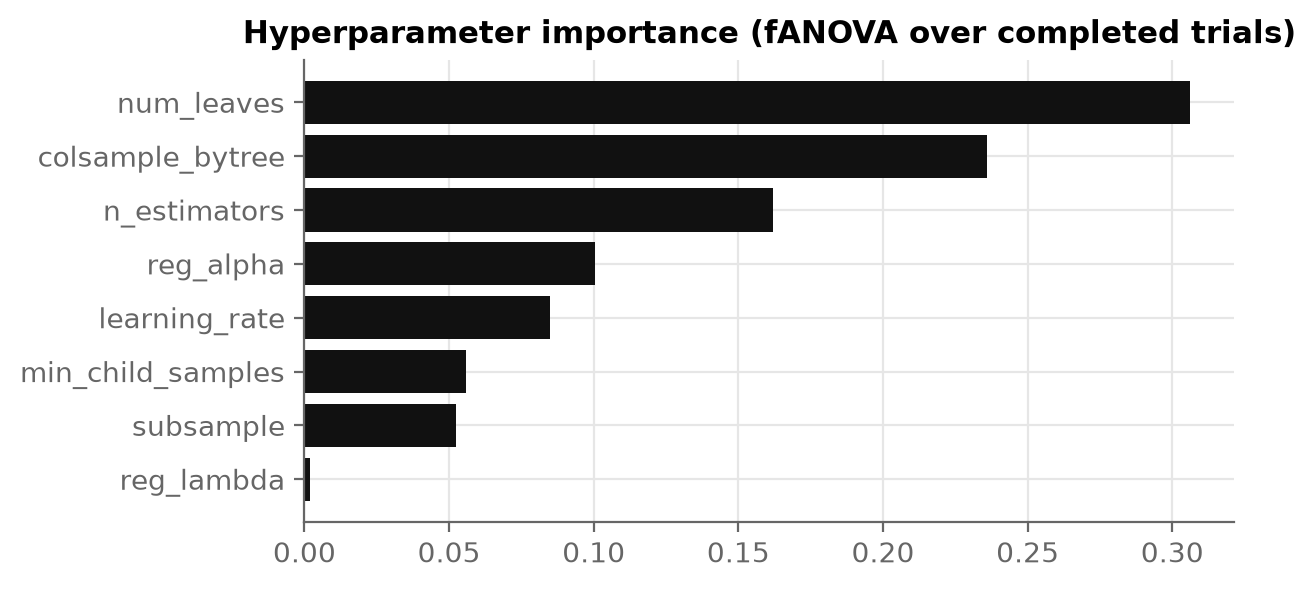 Hyperparameter importance (fANOVA over completed trials)
num_leaves
colsample_bytree
n_estimators
reg_alpha
learning_rate
min_child_samples
subsample
reg_lambda
0.00 0.05 0.10 0.15 0.20 0.25 0.30